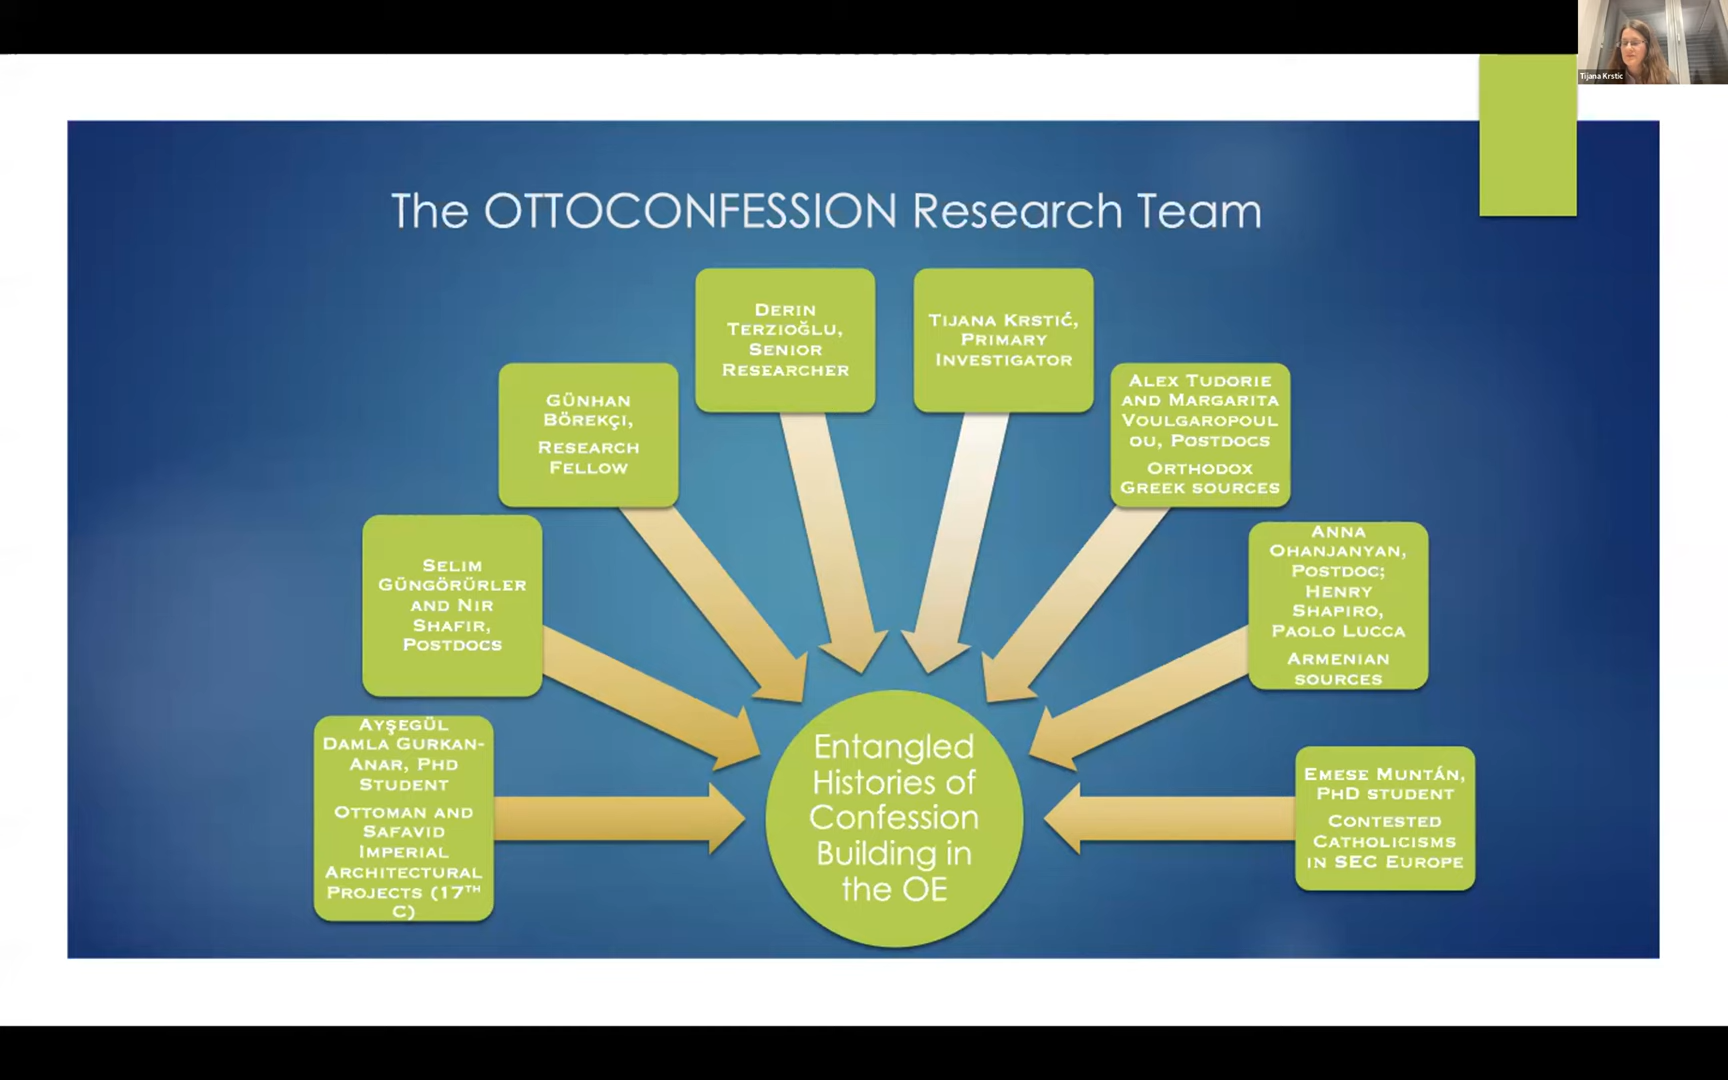 Tijana Krstic
The OTTOCONFESSION Research Team
DERIN
TERZIOĞLU,
SENIOR
RESEARCHER
TIJANA KRSTIĆ,
PRIMARY
INVESTIGATOR
GÜNHAN
BÖREKÇI,
RESEARCH
FELLOW
ALEX TUDORIE
AND MARGARITA
VOULGAROPOUL
OU, POSTDOCS
ORTHODOX
GREEK SOURCES
SELIM
GÜNGÖRÜRLER
AND NIR
SHAFIR,
POSTDOCS
ANNA
OHANJANYAN,
POSTDOC;
HENRY
SHAPIRO,
PAOLO LUCCA
ARMENIAN
SOURCES
AYŞEGÜL
DAMLA GURKAN-
ANAR, PHD
STUDENT
OTTOMAN AND
SAFAVID
IMPERIAL
ARCHITECTURAL
PROJECTS (17TH
C)
EMESE MUNTÁN,
PHD STUDENT
CONTESTED
CATHOLICISMS
IN SEC EUROPE
Entangled
Histories of
Confession
Building in
the OE